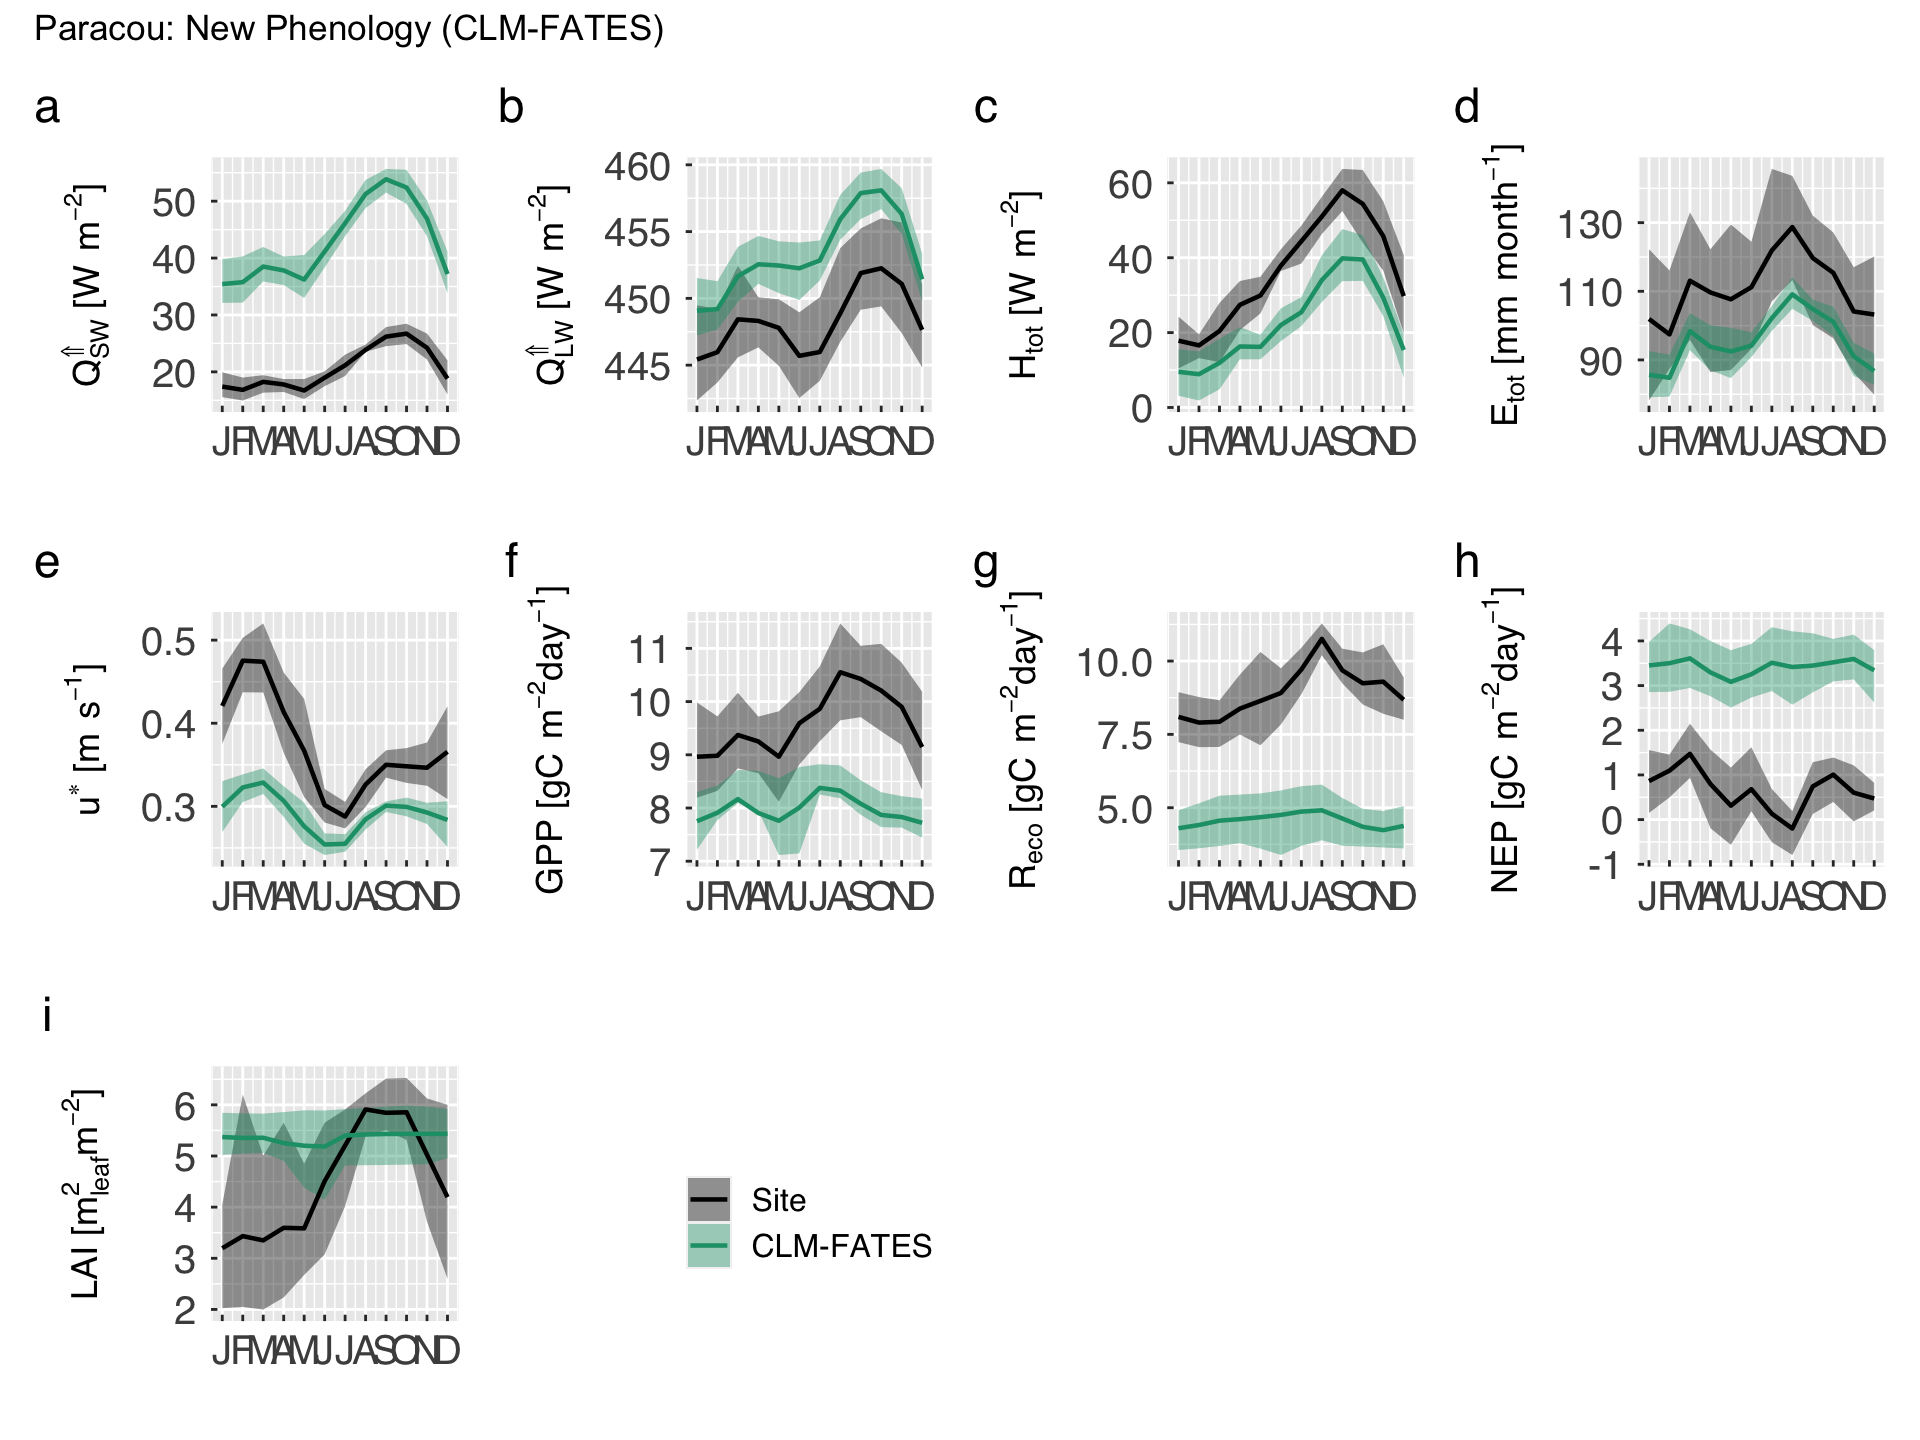 Paracou: New Phenology (CLM-FATES)
a
Q⇑SW [W m−2]
50
40
30
20
JFMAMJJASOND
b
Q⇑LW [W m−2]
460
455
450
445
JFMAMJJASOND
c
Htot [W m−2]
60
40
20
0
JFMAMJJASOND
d
Etot [mm month−1]
130
110
90
JFMAMJJASOND
e
u* [m s−1]
0.5
0.4
0.3
JFMAMJJASOND
f
GPP [gC m−2day−1]
11
10
9
8
7
JFMAMJJASOND
g
Reco [gC m−2day−1]
10.0
7.5
5.0
JFMAMJJASOND
h
NEP [gC m−2day−1]
4
3
2
1
0
-1
JFMAMJJASOND
i
LAI [m2leafm−2]
6
5
4
3
2
JFMAMJJASOND
Site
CLM-FATES